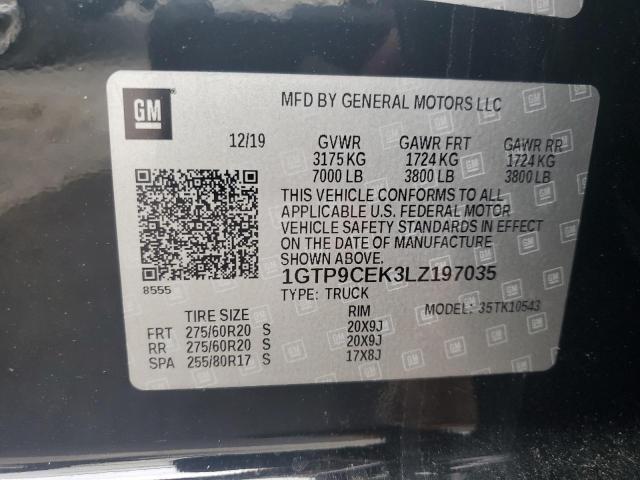 GM
MFD BY GENERAL MOTORS LLC
12/19 GVWR GAWR FRT GAWR RR
3175 KG 1724 KG 1724 KG
7000 LB 3800 LB 3800 LB
THIS VEHICLE CONFORMS TO ALL
APPLICABLE U.S. FEDERAL MOTOR
VEHICLE SAFETY STANDARDS IN EFFECT
ON THE DATE OF MANUFACTURE
SHOWN ABOVE.
8555
1GTP9CEK3LZ197035
TYPE: TRUCK MODEL: 35TK10543
TIRE SIZE RIM
FRT 275/60R20 S 20X9J
RR 275/60R20 S 20X9J
SPA 255/80R17 S 17X8J